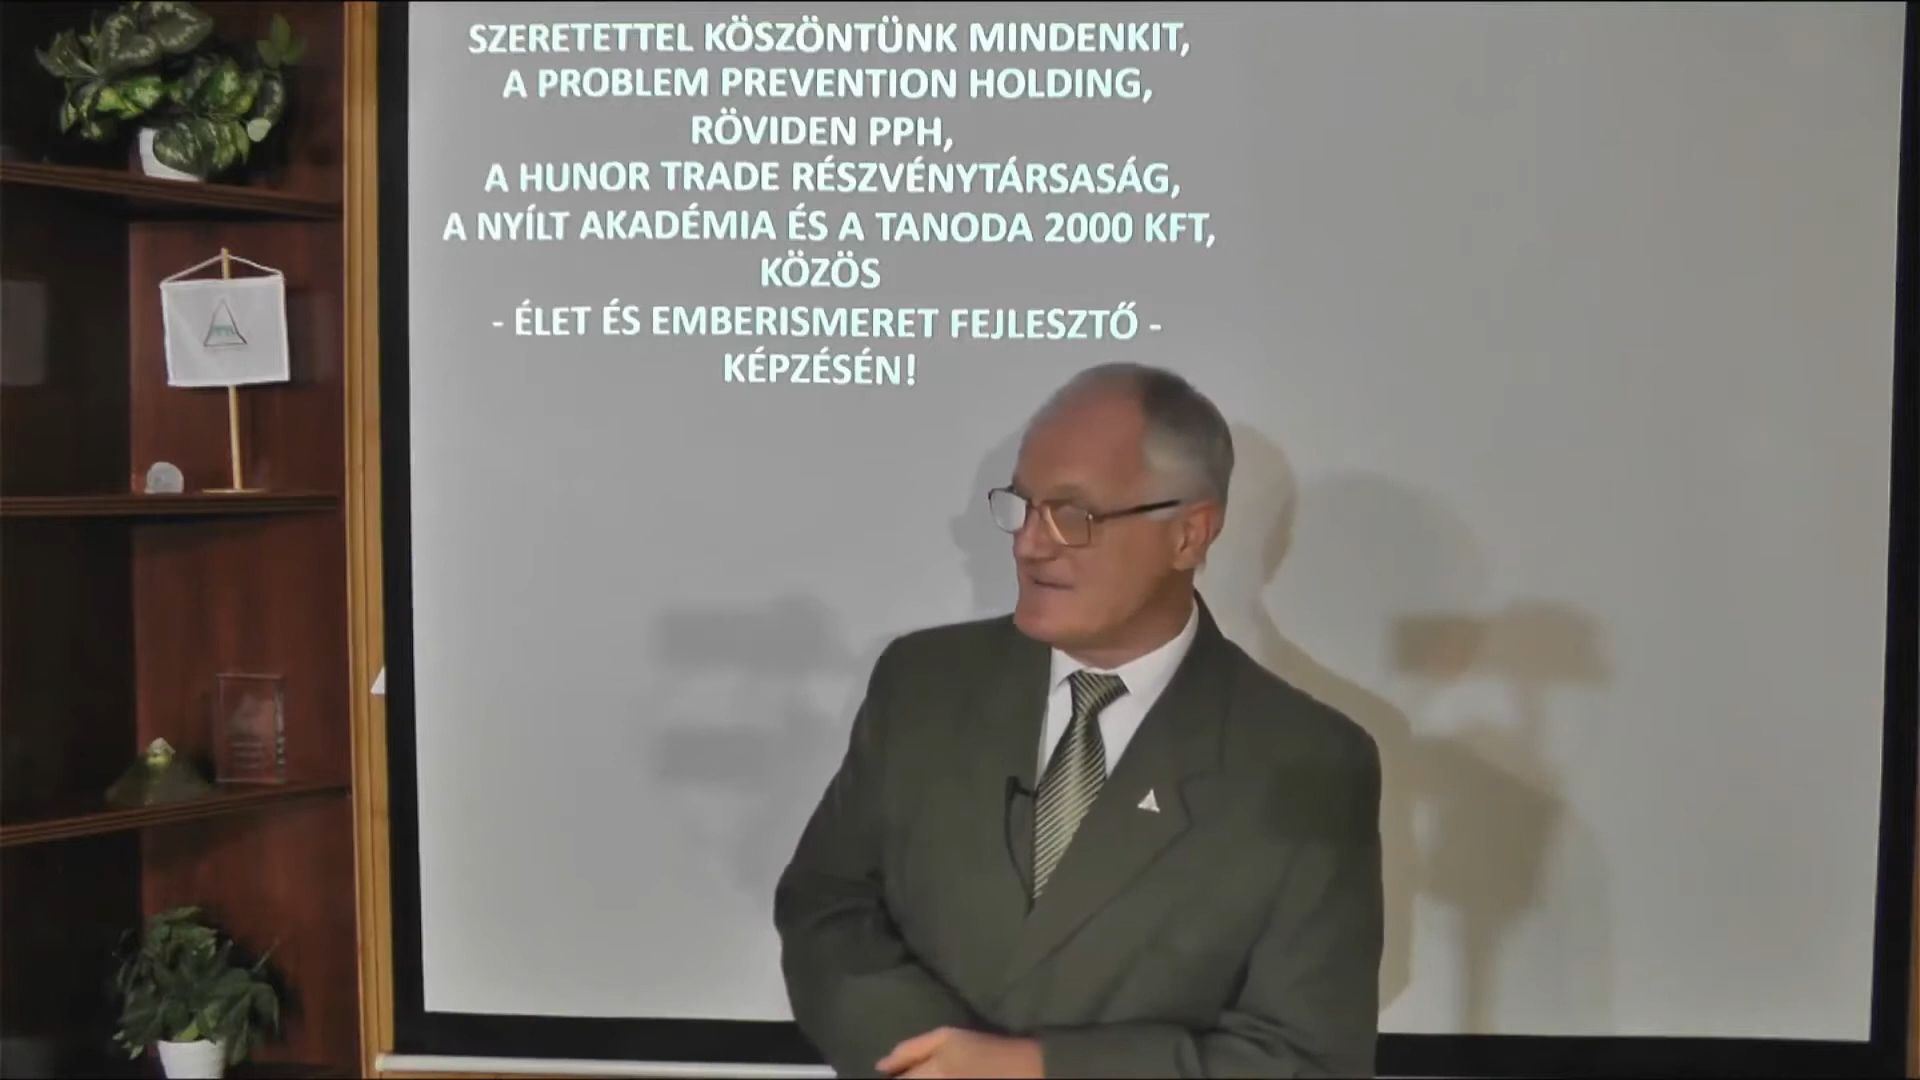 SZERETETTEL KÖSZÖNTÜNK MINDENKIT,
A PROBLEM PREVENTION HOLDING,
RÖVIDEN PPH,
A HUNOR TRADE RÉSZVÉNYTÁRSASÁG,
A NYÍLT AKADÉMIA ÉS A TANODA 2000 KFT,
KÖZÖS
- ÉLET ÉS EMBERISMERET FEJLESZTŐ -
KÉPZÉSÉN!